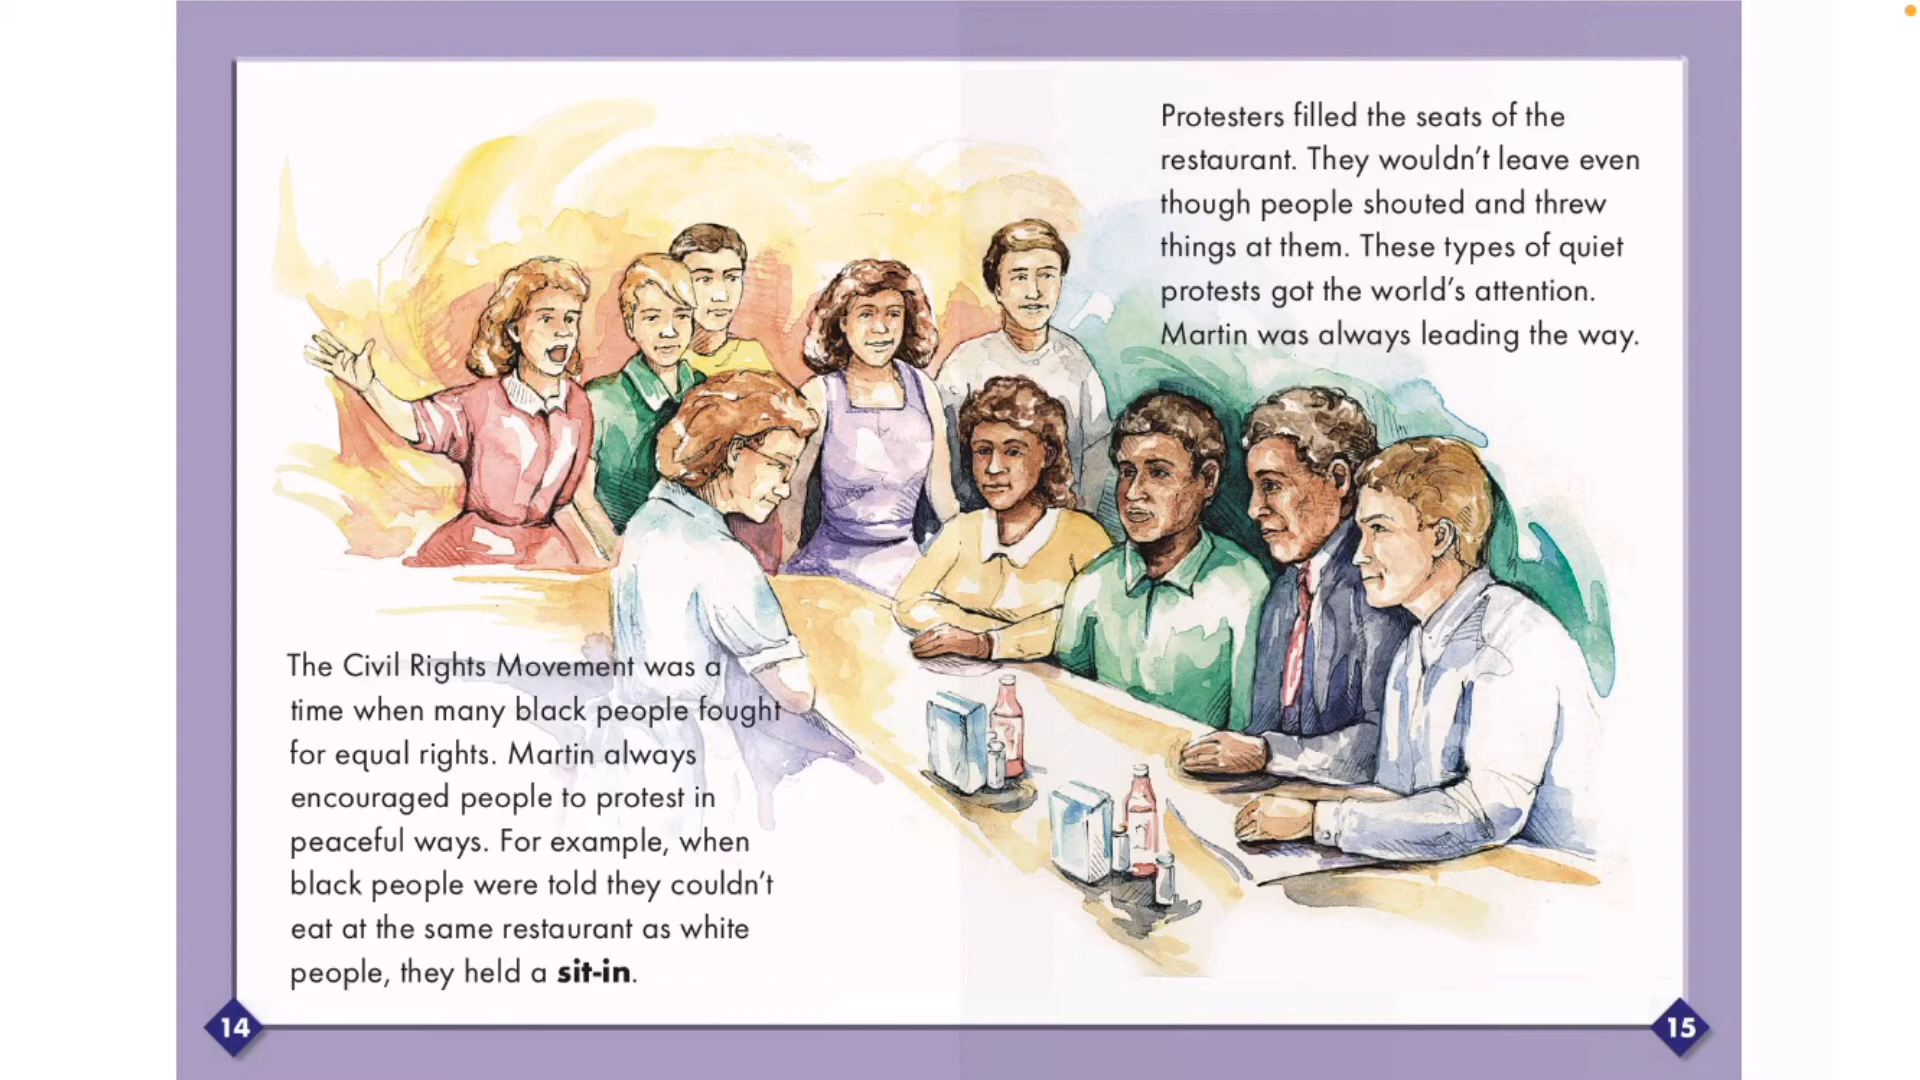 The Civil Rights Movement was a
time when many black people fought
for equal rights. Martin always
encouraged people to protest in
peaceful ways. For example, when
black people were told they couldn't
eat at the same restaurant as white
people, they held a sit-in.
14
Protesters filled the seats of the
restaurant. They wouldn't leave even
though people shouted and threw
things at them. These types of quiet
protests got the world's attention.
Martin was always leading the way.
15